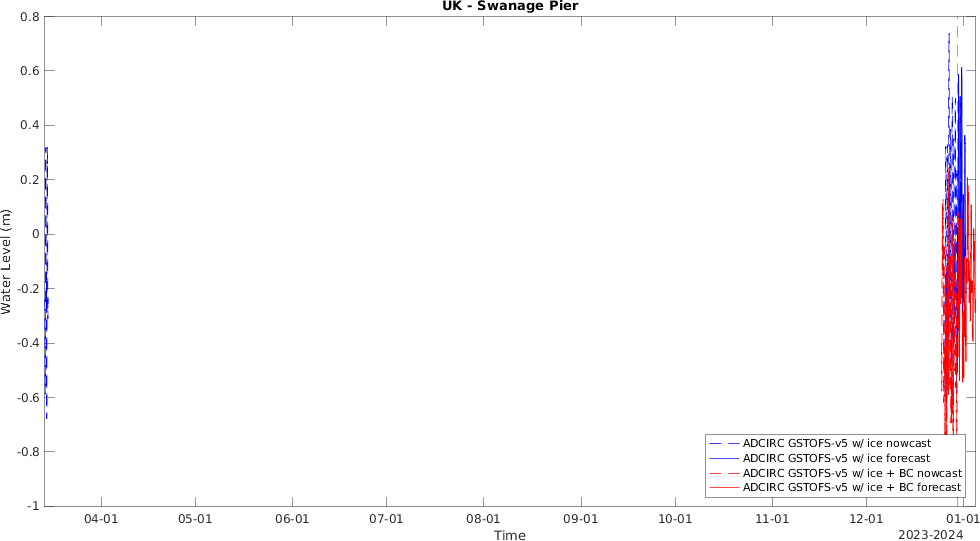 UK - Swanage Pier
0.8
0.6
0.4
0.2
0
-0.2
-0.4
-0.6
-0.8
-1
Water Level (m)
04-01 05-01 06-01 07-01 08-01 09-01 10-01 11-01 12-01 01-01
Time
2023-2024
ADCIRC GSTOFS-v5 w/ ice nowcast
ADCIRC GSTOFS-v5 w/ ice forecast
ADCIRC GSTOFS-v5 w/ ice + BC nowcast
ADCIRC GSTOFS-v5 w/ ice + BC forecast